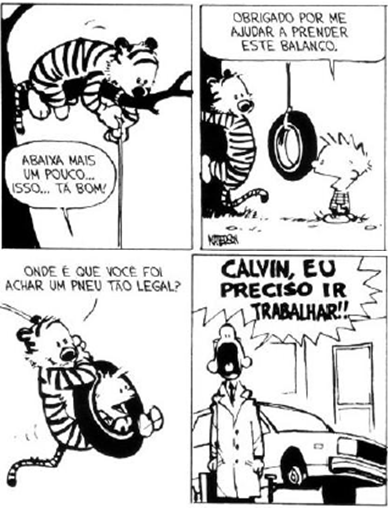 ABAIXA MAIS
UM POUCO...
ISSO... TÁ BOM!
OBRIGADO POR ME
AJUDAR A PRENDER
ESTE BALANÇO.
WATTERSON
ONDE É QUE VOCÊ FOI
ACHAR UM PNEU TÃO LEGAL?
CALVIN, EU
PRECISO IR
TRABALHAR!!